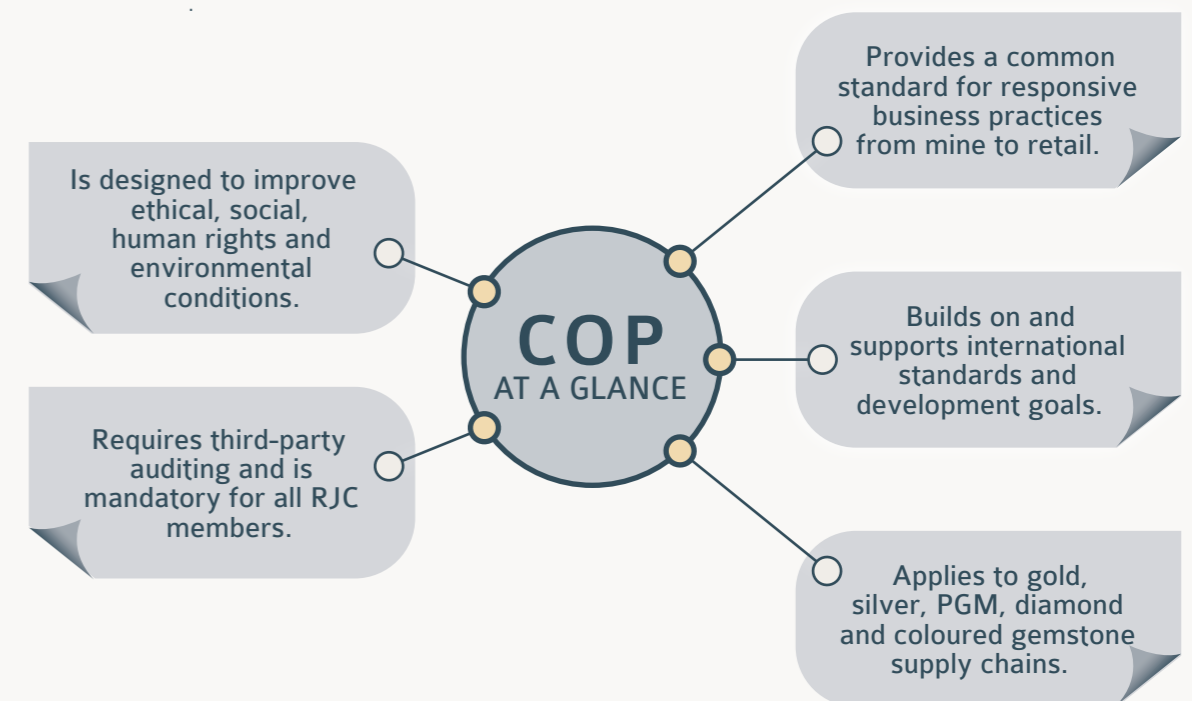 Is designed to improve
ethical, social,
human rights and
environmental
conditions.
Requires third-party
auditing and is
mandatory for all RJC
members.
COP
AT A GLANCE
Provides a common
standard for responsive
business practices
from mine to retail.
Builds on and
supports international
standards and
development goals.
Applies to gold,
silver, PGM, diamond
and coloured gemstone
supply chains.